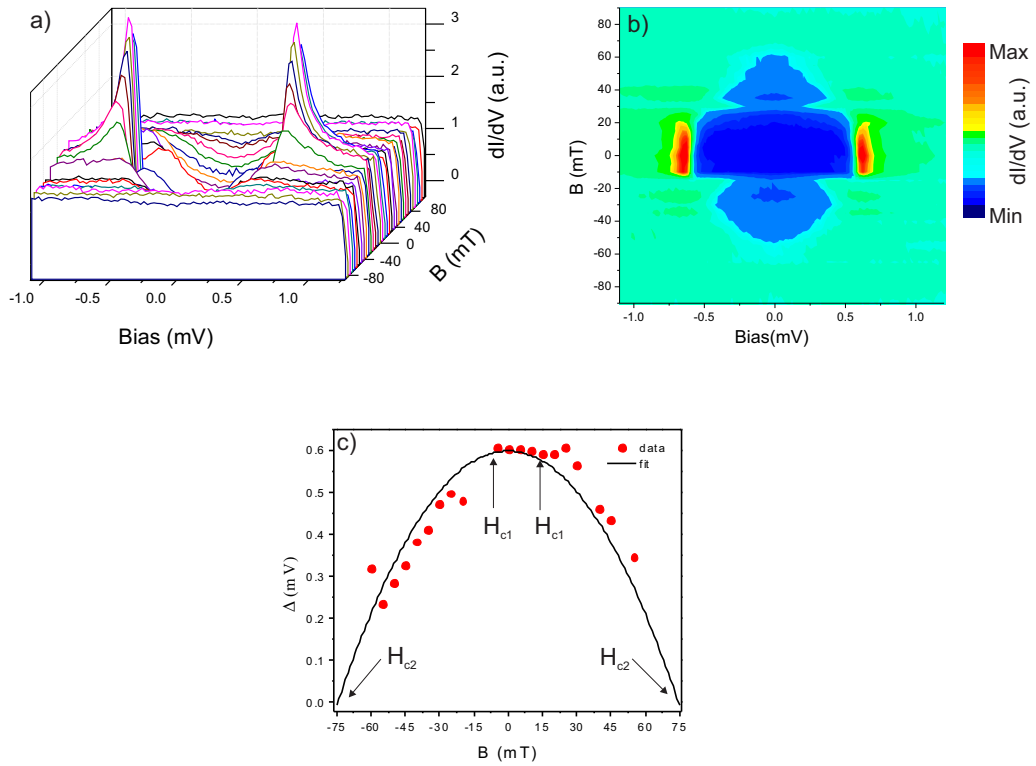 a)
3
2
1
0
dI/dV (a.u.)
80
40
0
-40
-80
B (mT)
-1.0 -0.5 0.0 0.5 1.0
Bias (mV)
b)
80
60
40
20
0
-20
-40
-60
-80
B (mT)
-1.0 -0.5 0.0 0.5 1.0
Bias(mV)
Max
Min
dI/dV (a.u.)
c)
0.6
0.5
0.4
0.3
0.2
0.1
0.0
Δ (mV)
data
fit
Hc1 Hc1
Hc2 Hc2
-75 -60 -45 -30 -15 0 15 30 45 60 75
B (mT)